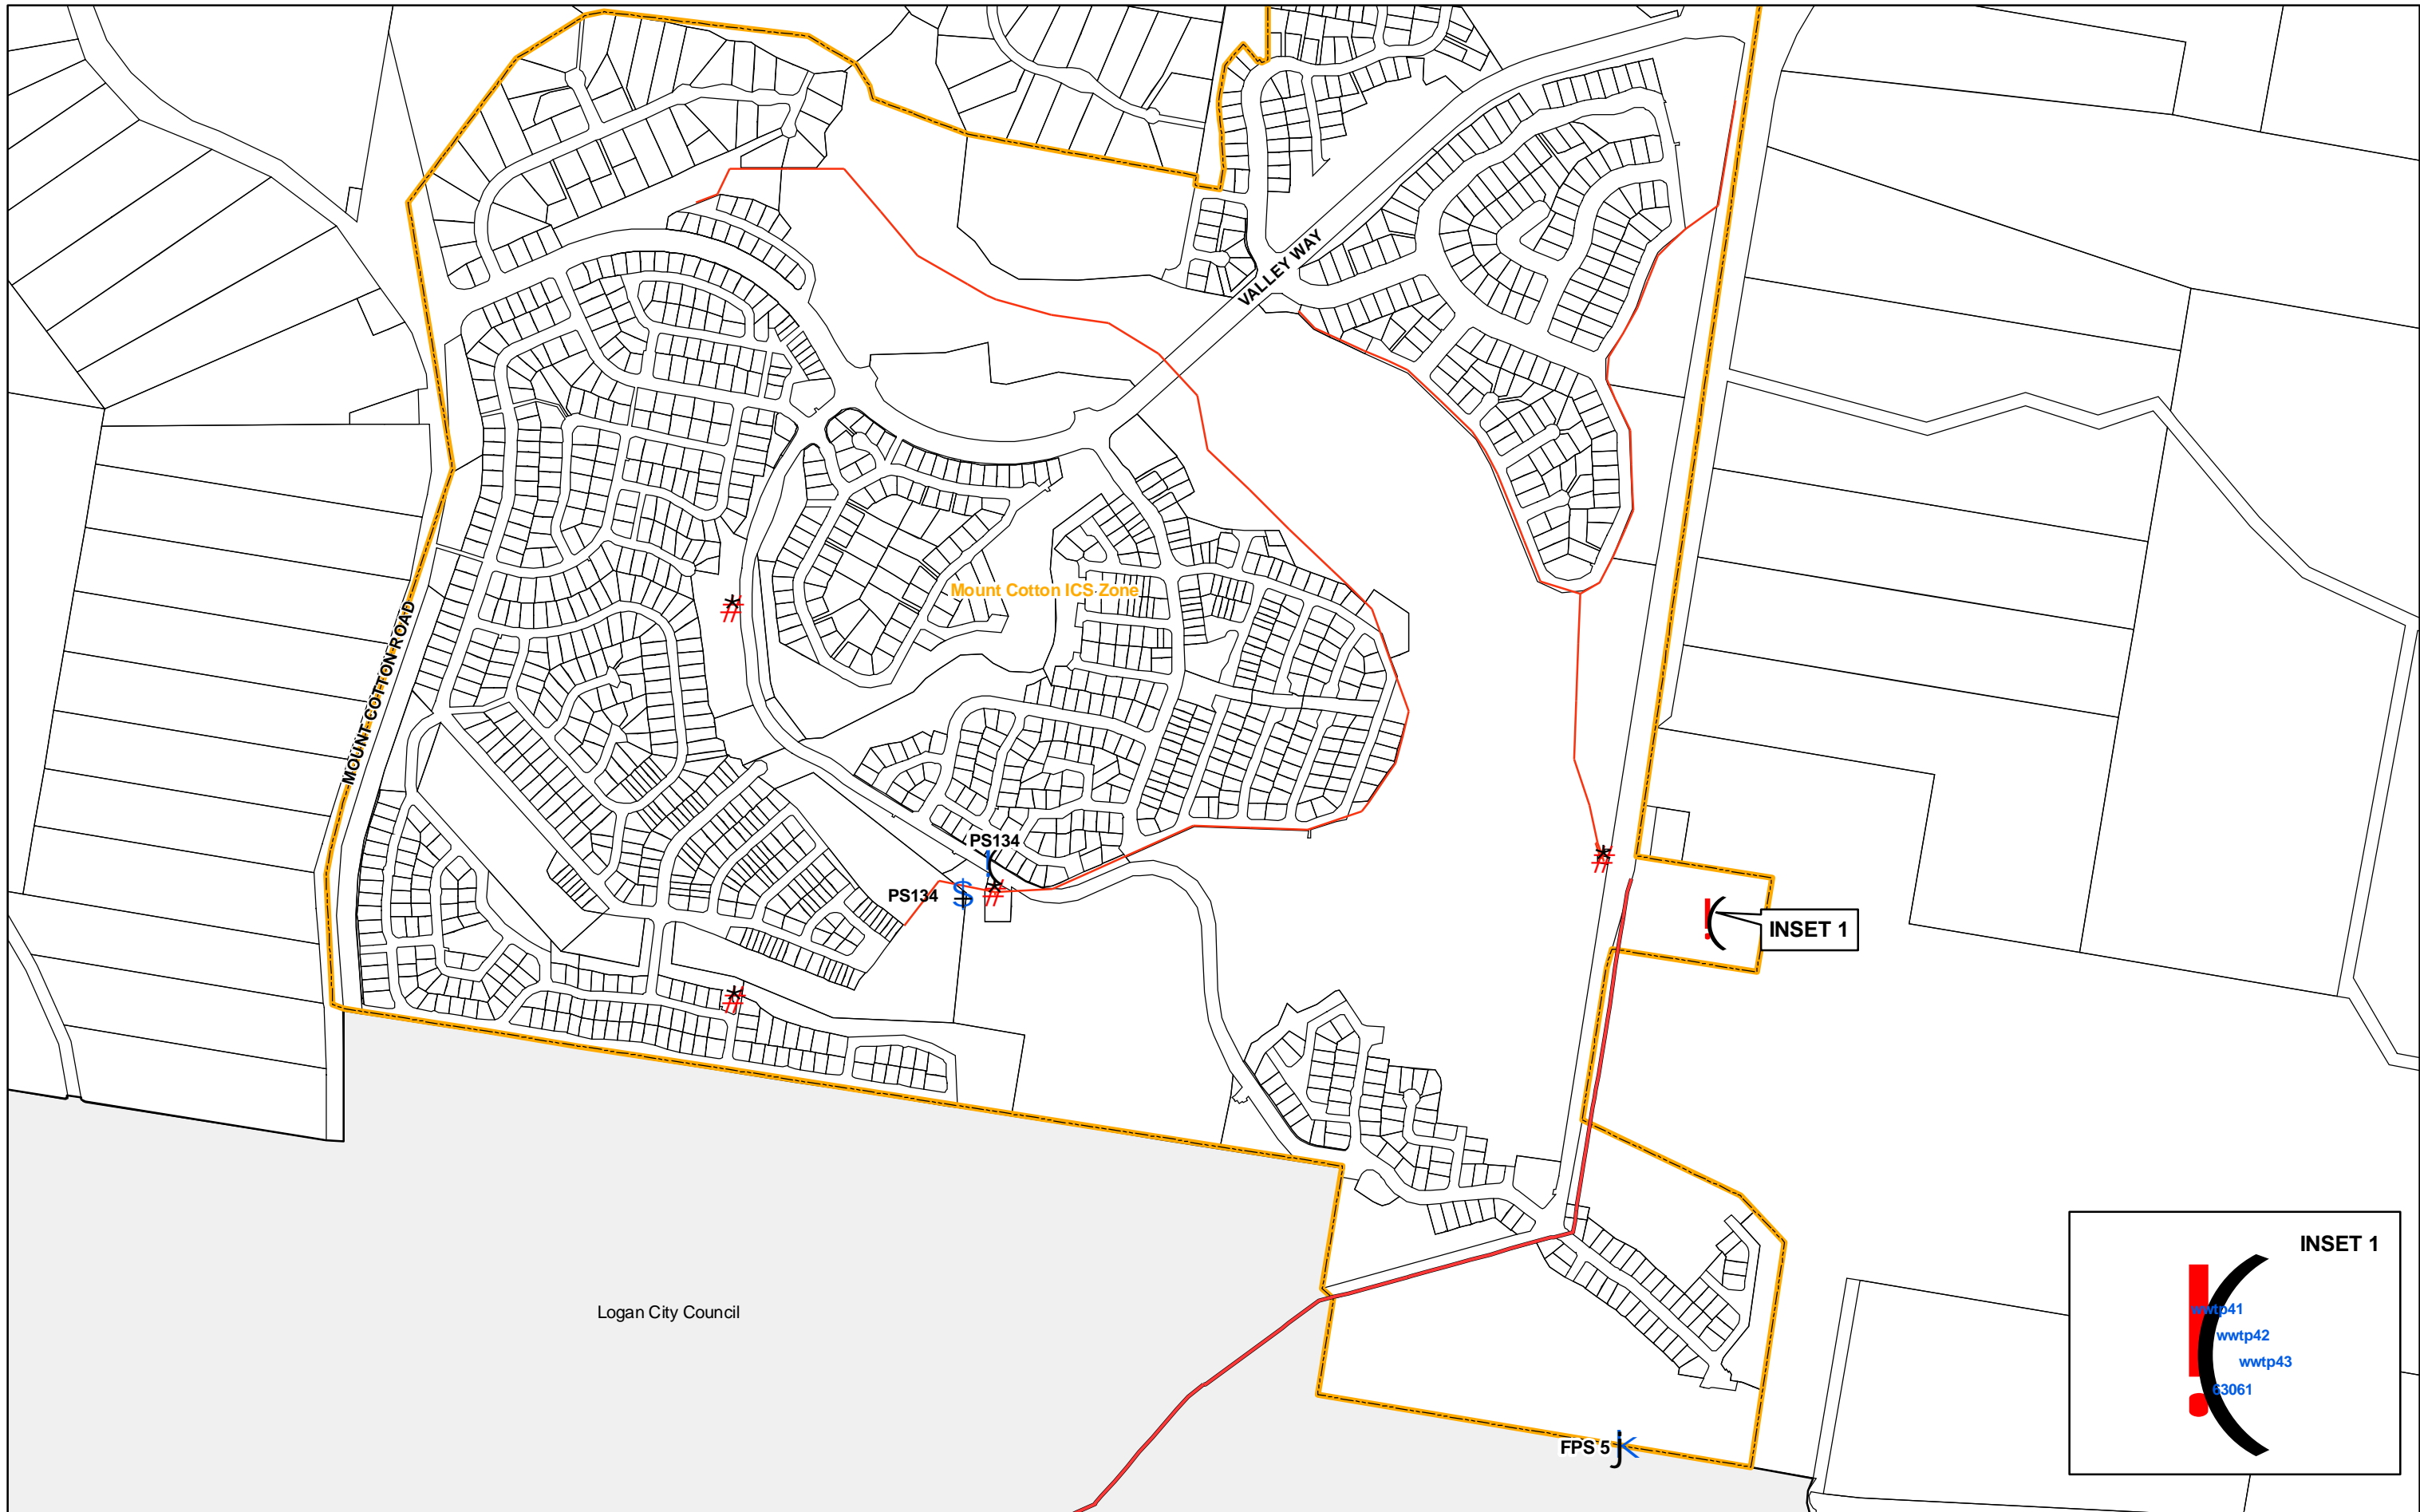 VALLEY WAY
Mount Cotton ICS Zone
MOUNT COTTON ROAD
PS134
PS134
INSET 1
INSET 1
wwtp41
wwtp42
wwtp43
63061
Logan City Council
FPS 5